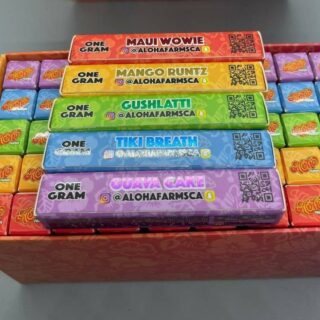 ONE GRAM
MAUI WOWIE
@ALOHAFARMSCA
ONE GRAM
MANGO RUNTZ
@ALOHAFARMSCA
ONE GRAM
GUSHLATTI
@ALOHAFARMSCA
ONE GRAM
TIKI BREATH
@ALOHAFARMSCA
ONE GRAM
GUAVA CAKE
@ALOHAFARMSCA